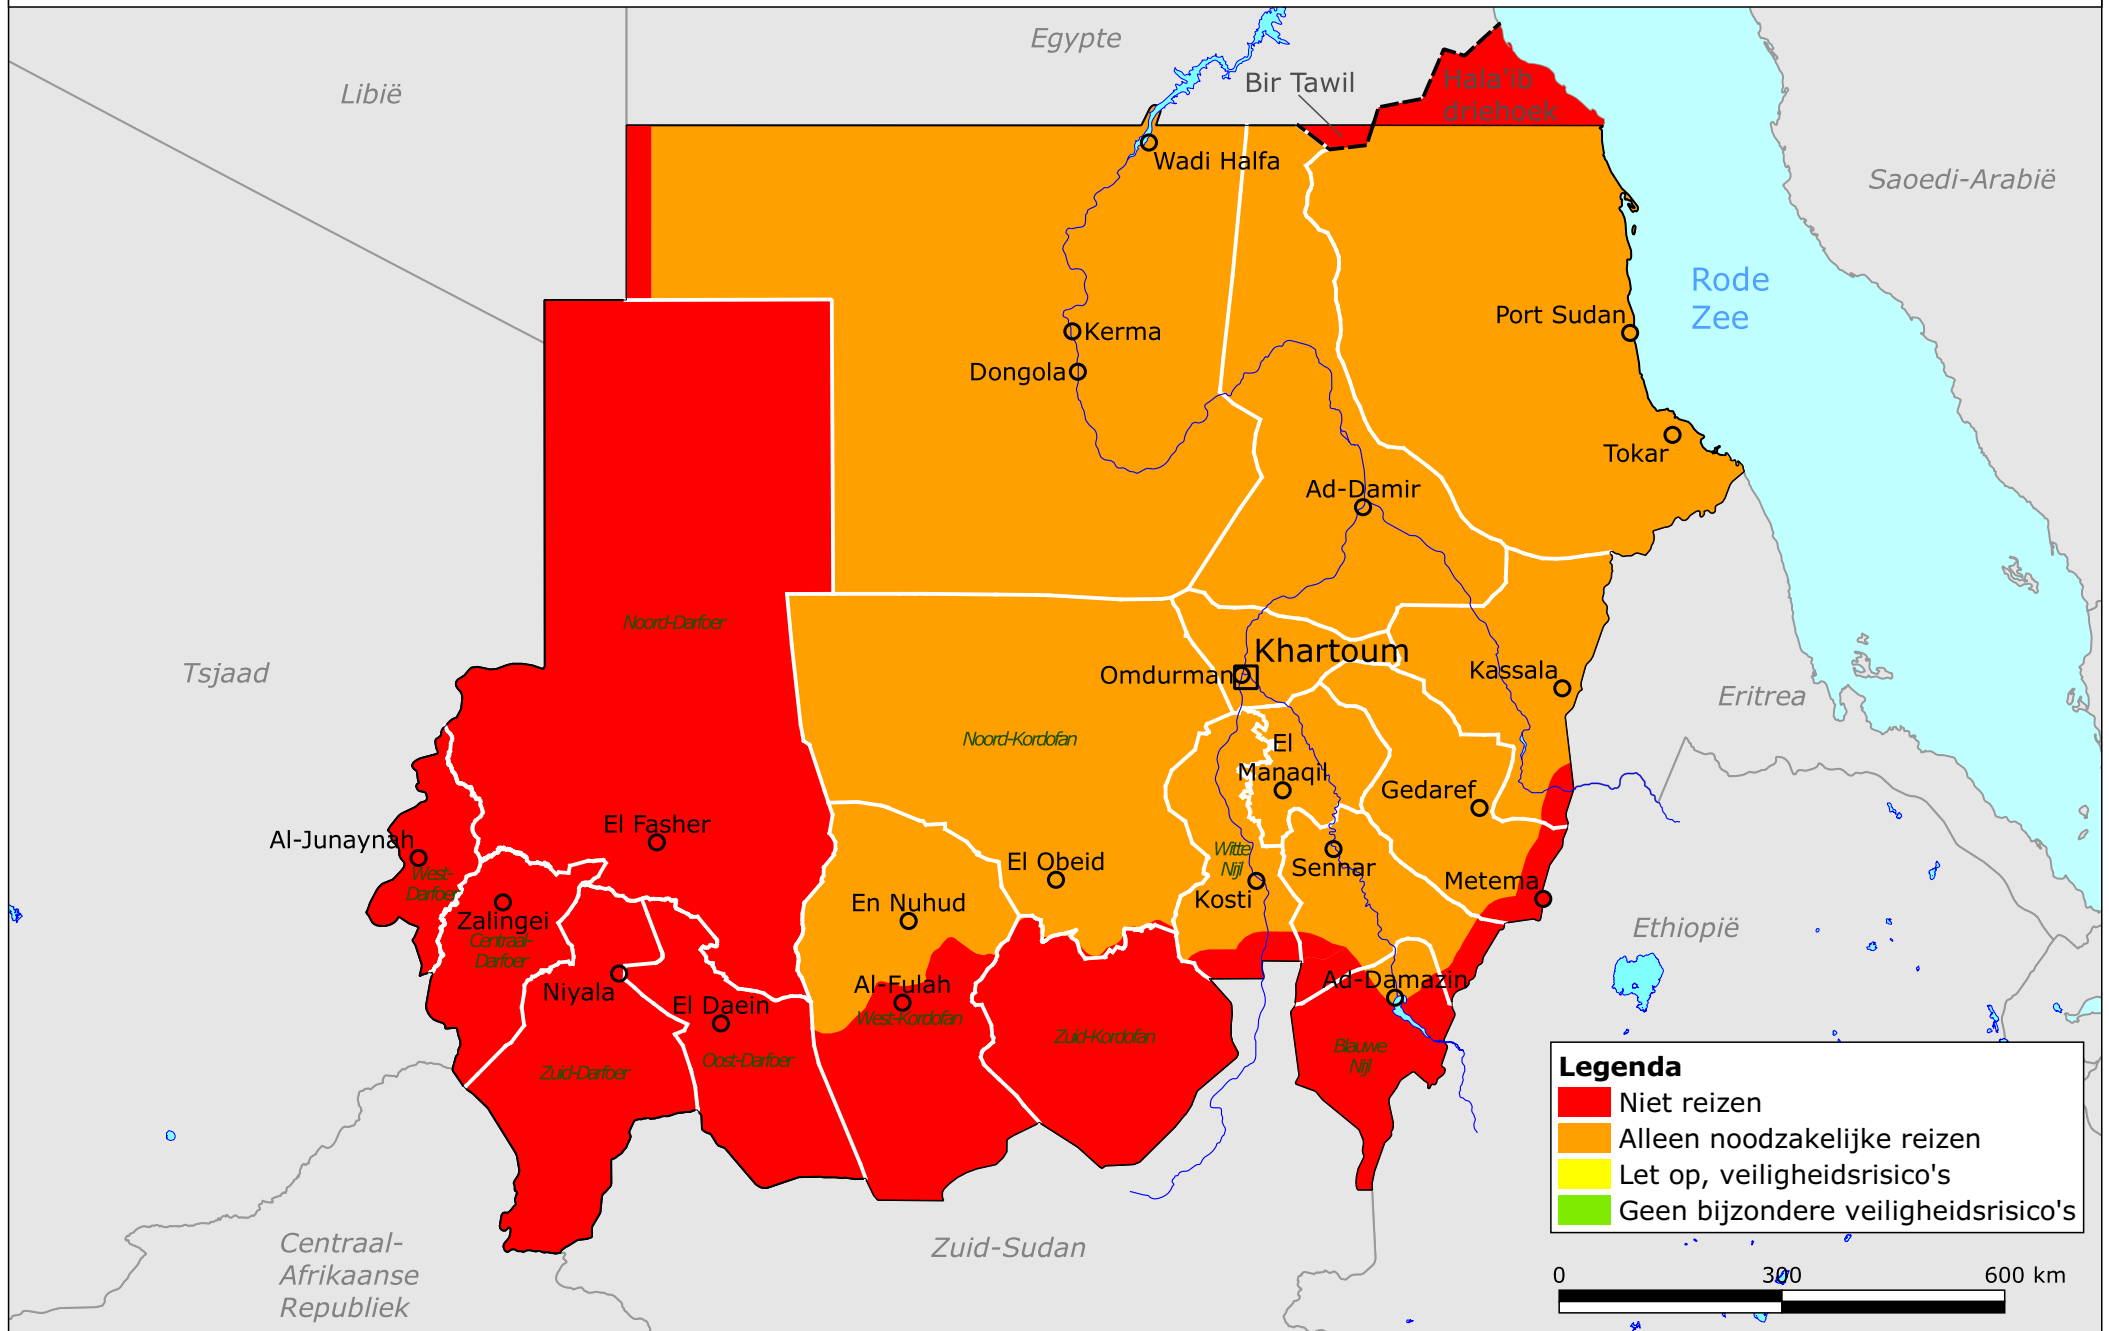 Egypte
Libië
Bir Tawil
Hala'ib
driehoek
Wadi Halfa
Saoedi-Arabië
Rode
Zee
Port Sudan
Kerma
Dongola
Tokar
Ad-Damir
Noord-Darfoer
Khartoum
Omdurman
Kassala
Tsjaad
Eritrea
Noord-Kordofan
El
Manaqil
Gedaref
El Fasher
Al-Junaynah
El Obeid
Witte
Nijl
Sennar
West-
Darfoer
Metema
En Nuhud
Kosti
Zalingei
Centraal-
Darfoer
Ethiopië
Niyala
Al-Fulah
Ad-Damazin
El Daein
West-Kordofan
Zuid-Kordofan
Blauwe
Nijl
Oost-Darfoer
Zuid-Darfoer
Legenda
Niet reizen
Alleen noodzakelijke reizen
Let op, veiligheidsrisico's
Geen bijzondere veiligheidsrisico's
Centraal-
Afrikaanse
Republiek
Zuid-Sudan
0 300 600 km